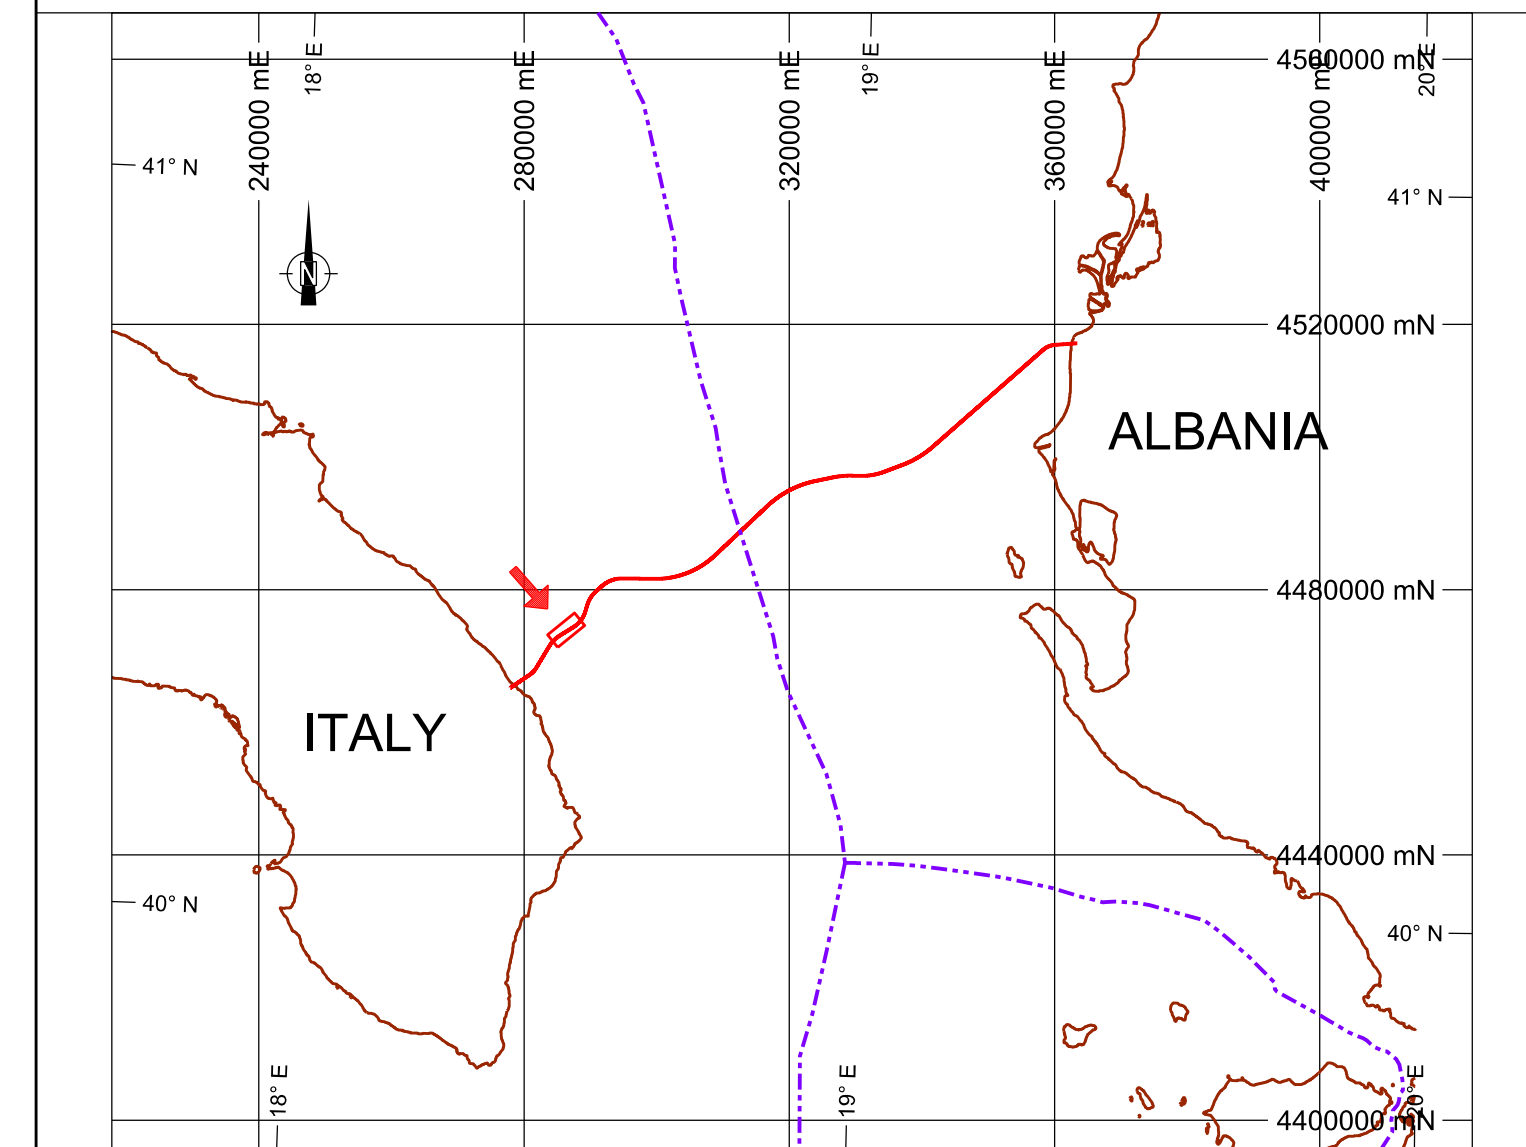 240000 mE
18° E
280000 mE
320000 mE
19° E
360000 mE
400000 mE
4560000 mN
20° E
41° N
41° N
N
4520000 mN
ALBANIA
4480000 mN
ITALY
4440000 mN
40° N
40° N
18° E
19° E
20° E
4400000 mN